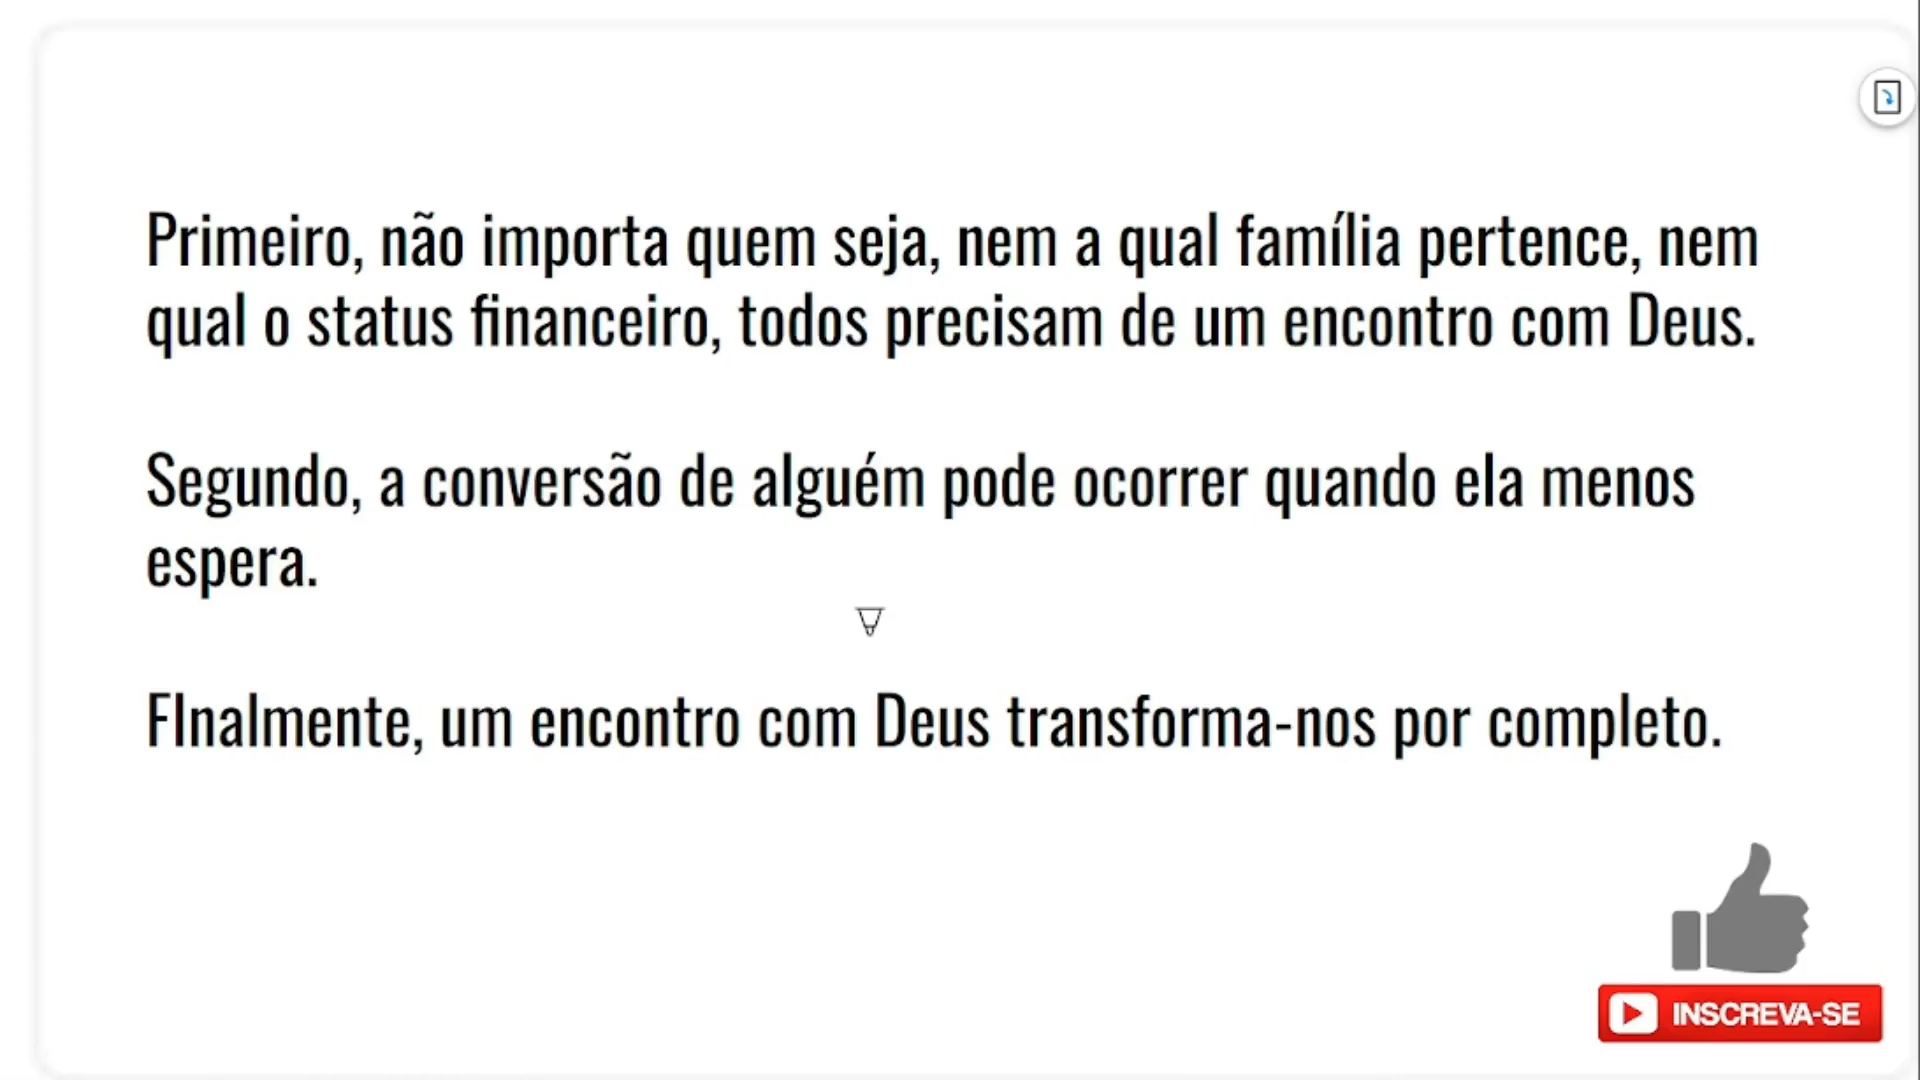 Primeiro, não importa quem seja, nem a qual família pertence, nem
qual o status financeiro, todos precisam de um encontro com Deus.
Segundo, a conversão de alguém pode ocorrer quando ela menos
espera.
FInalmente, um encontro com Deus transforma-nos por completo.
INSCREVA-SE